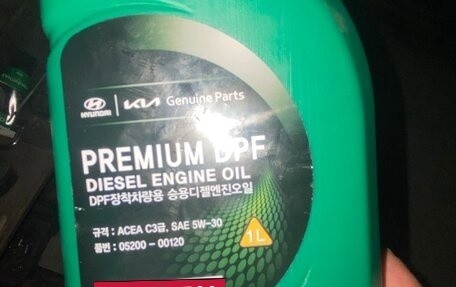 HYUNDAI KIA Genuine Parts
PREMIUM DPF
DIESEL ENGINE OIL
DPF장착차량용 승용디젤엔진오일
규격 : ACEA C3급, SAE 5W-30
품번 : 05200 - 00120
1L